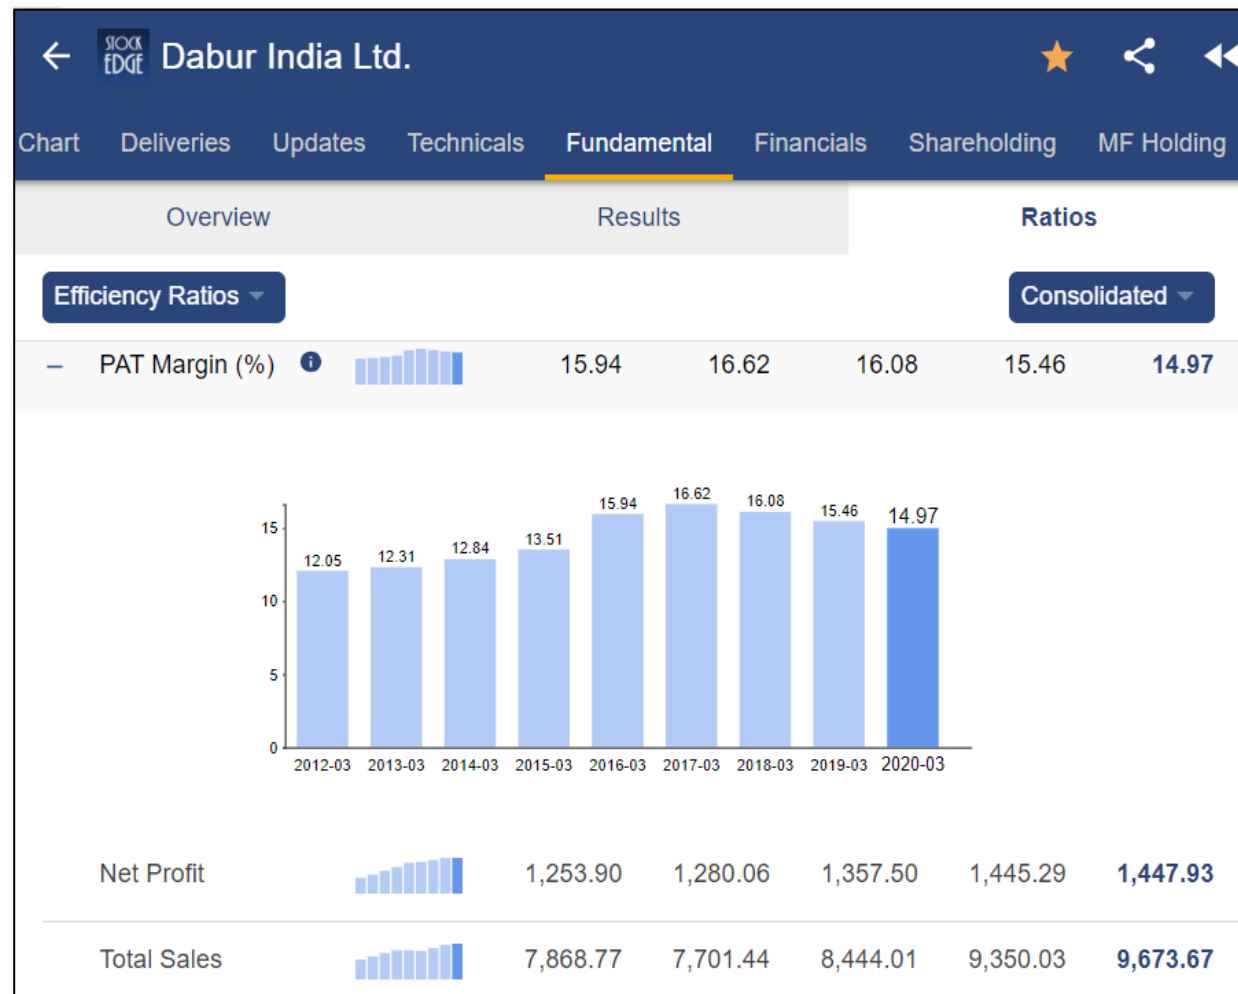 STOCK EDGE Dabur India Ltd.
Chart Deliveries Updates Technicals Fundamental Financials Shareholding MF Holding
Overview Results Ratios
Efficiency Ratios Consolidated
PAT Margin (%) i 15.94 16.62 16.08 15.46 14.97
12.05 12.31 12.84 13.51 15.94 16.62 16.08 15.46 14.97
15
10
5
0
2012-03 2013-03 2014-03 2015-03 2016-03 2017-03 2018-03 2019-03 2020-03
Net Profit 1,253.90 1,280.06 1,357.50 1,445.29 1,447.93
Total Sales 7,868.77 7,701.44 8,444.01 9,350.03 9,673.67